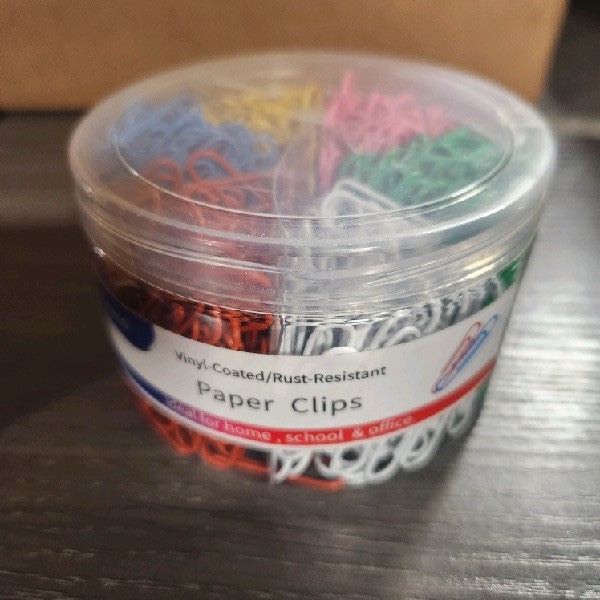 Vinyl-Coated/Rust-Resistant
Paper Clips
Ideal for home , school & office